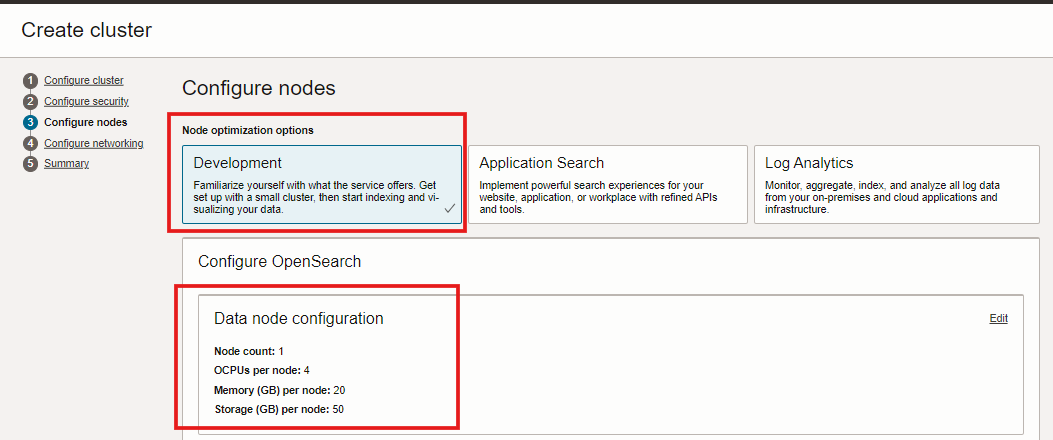 Create cluster
1 Configure cluster
2 Configure security
3 Configure nodes
4 Configure networking
5 Summary
Configure nodes
Node optimization options
Development
Familiarize yourself with what the service offers. Get
set up with a small cluster, then start indexing and vi-
sualizing your data.
Application Search
Implement powerful search experiences for your
website, application, or workplace with refined APIs
and tools.
Log Analytics
Monitor, aggregate, index, and analyze all log data
from your on-premises and cloud applications and
infrastructure.
Configure OpenSearch
Data node configuration
Edit
Node count: 1
OCPUs per node: 4
Memory (GB) per node: 20
Storage (GB) per node: 50